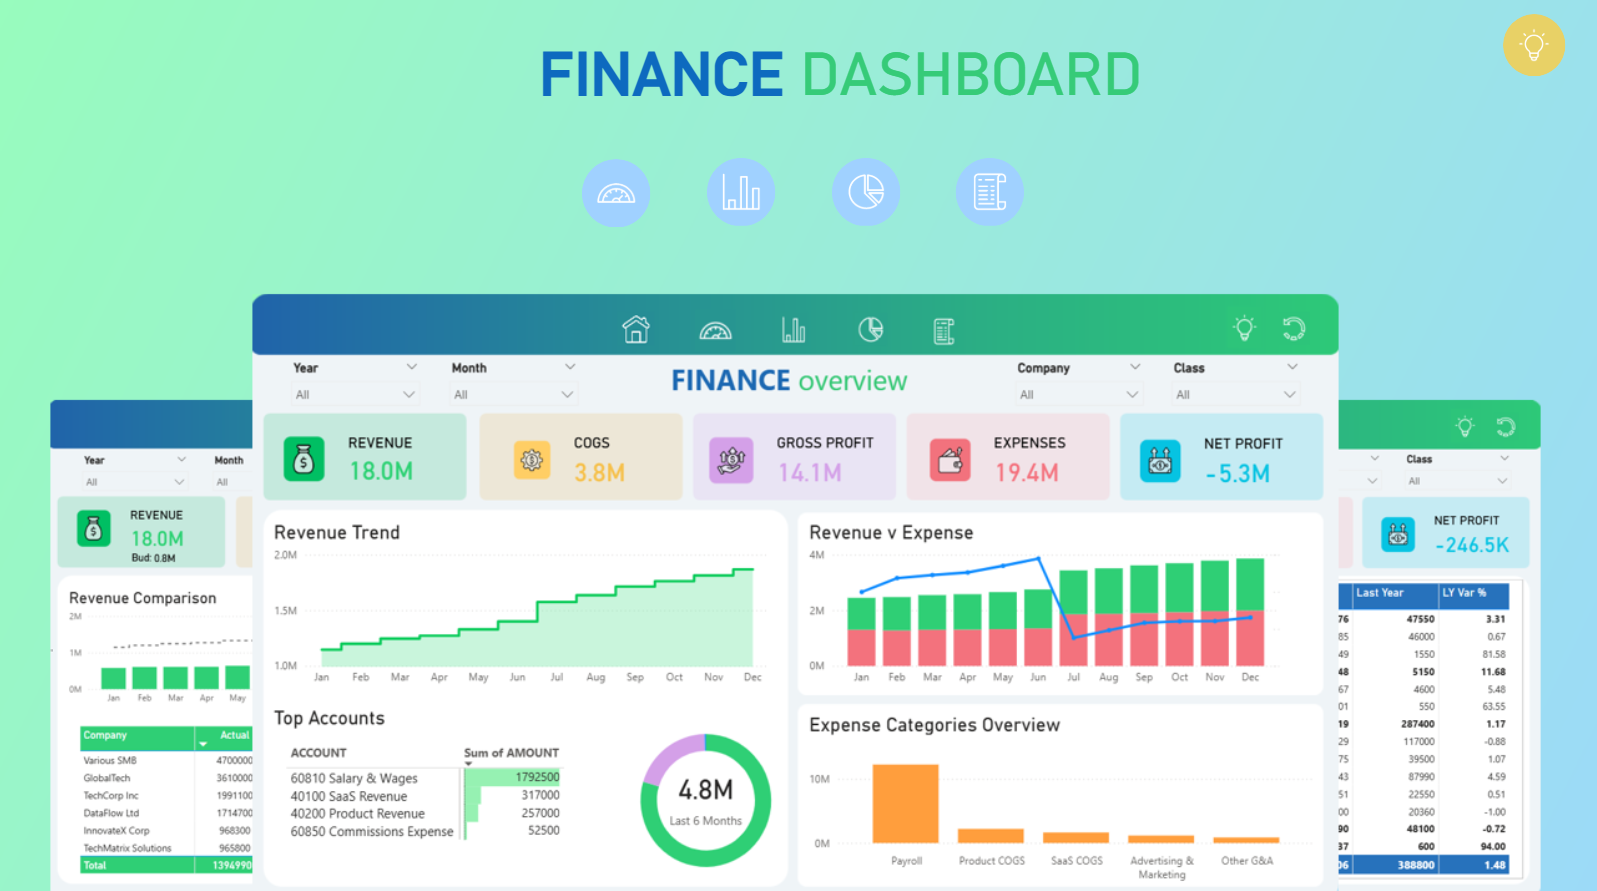 FINANCE DASHBOARD
Year
Month
Company
Class
All
All
All
All
FINANCE overview
REVENUE
18.0M
COGS
3.8M
GROSS PROFIT
14.1M
EXPENSES
19.4M
NET PROFIT
-5.3M
Revenue Trend
2.0M
1.5M
1.0M
Jan Feb Mar Apr May Jun Jul Aug Sep Oct Nov Dec
Revenue v Expense
4M
2M
0M
Jan Feb Mar Apr May Jun Jul Aug Sep Oct Nov Dec
Top Accounts
ACCOUNT Sum of AMOUNT
60810 Salary & Wages 1792500
40100 SaaS Revenue 317000
40200 Product Revenue 257000
60850 Commissions Expense 52500
4.8M
Last 6 Months
Expense Categories Overview
10M
0M
Payroll Product COGS SaaS COGS Advertising & Marketing Other G&A
Year
Month
All
All
REVENUE
18.0M
Bud: 0.8M
Revenue Comparison
2M
1M
0M
Jan Feb Mar Apr May
Company Actual
Various SMB 4700000
GlobalTech 3610000
TechCorp Inc 1991100
DataFlow Ltd 1714700
InnovateX Corp 968300
TechMatrix Solutions 965800
Total 1394990
Class
All
NET PROFIT
-246.5K
Last Year LY Var %
76 47550 3.31
85 46000 0.67
49 1550 81.58
48 5150 11.68
67 4600 5.48
01 550 63.55
19 287400 1.17
29 117000 -0.88
75 39500 1.07
43 87990 4.59
51 22550 0.51
00 20360 -1.00
90 48100 -0.72
37 600 94.00
06 388800 1.48